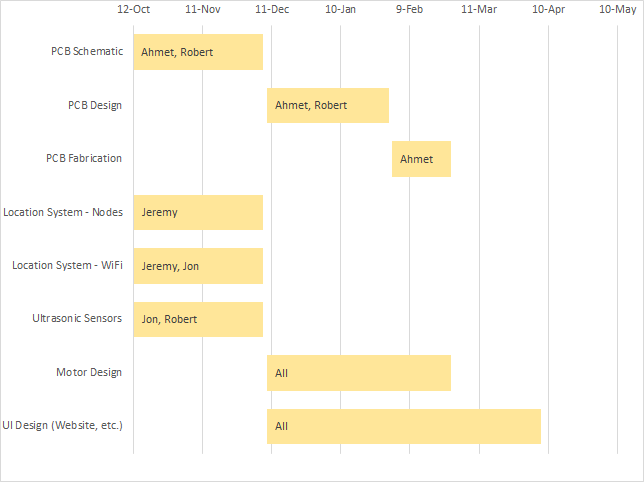 12-Oct 11-Nov 11-Dec 10-Jan 9-Feb 11-Mar 10-Apr 10-May
PCB Schematic Ahmet, Robert
PCB Design Ahmet, Robert
PCB Fabrication Ahmet
Location System - Nodes Jeremy
Location System - WiFi Jeremy, Jon
Ultrasonic Sensors Jon, Robert
Motor Design All
UI Design (Website, etc.) All